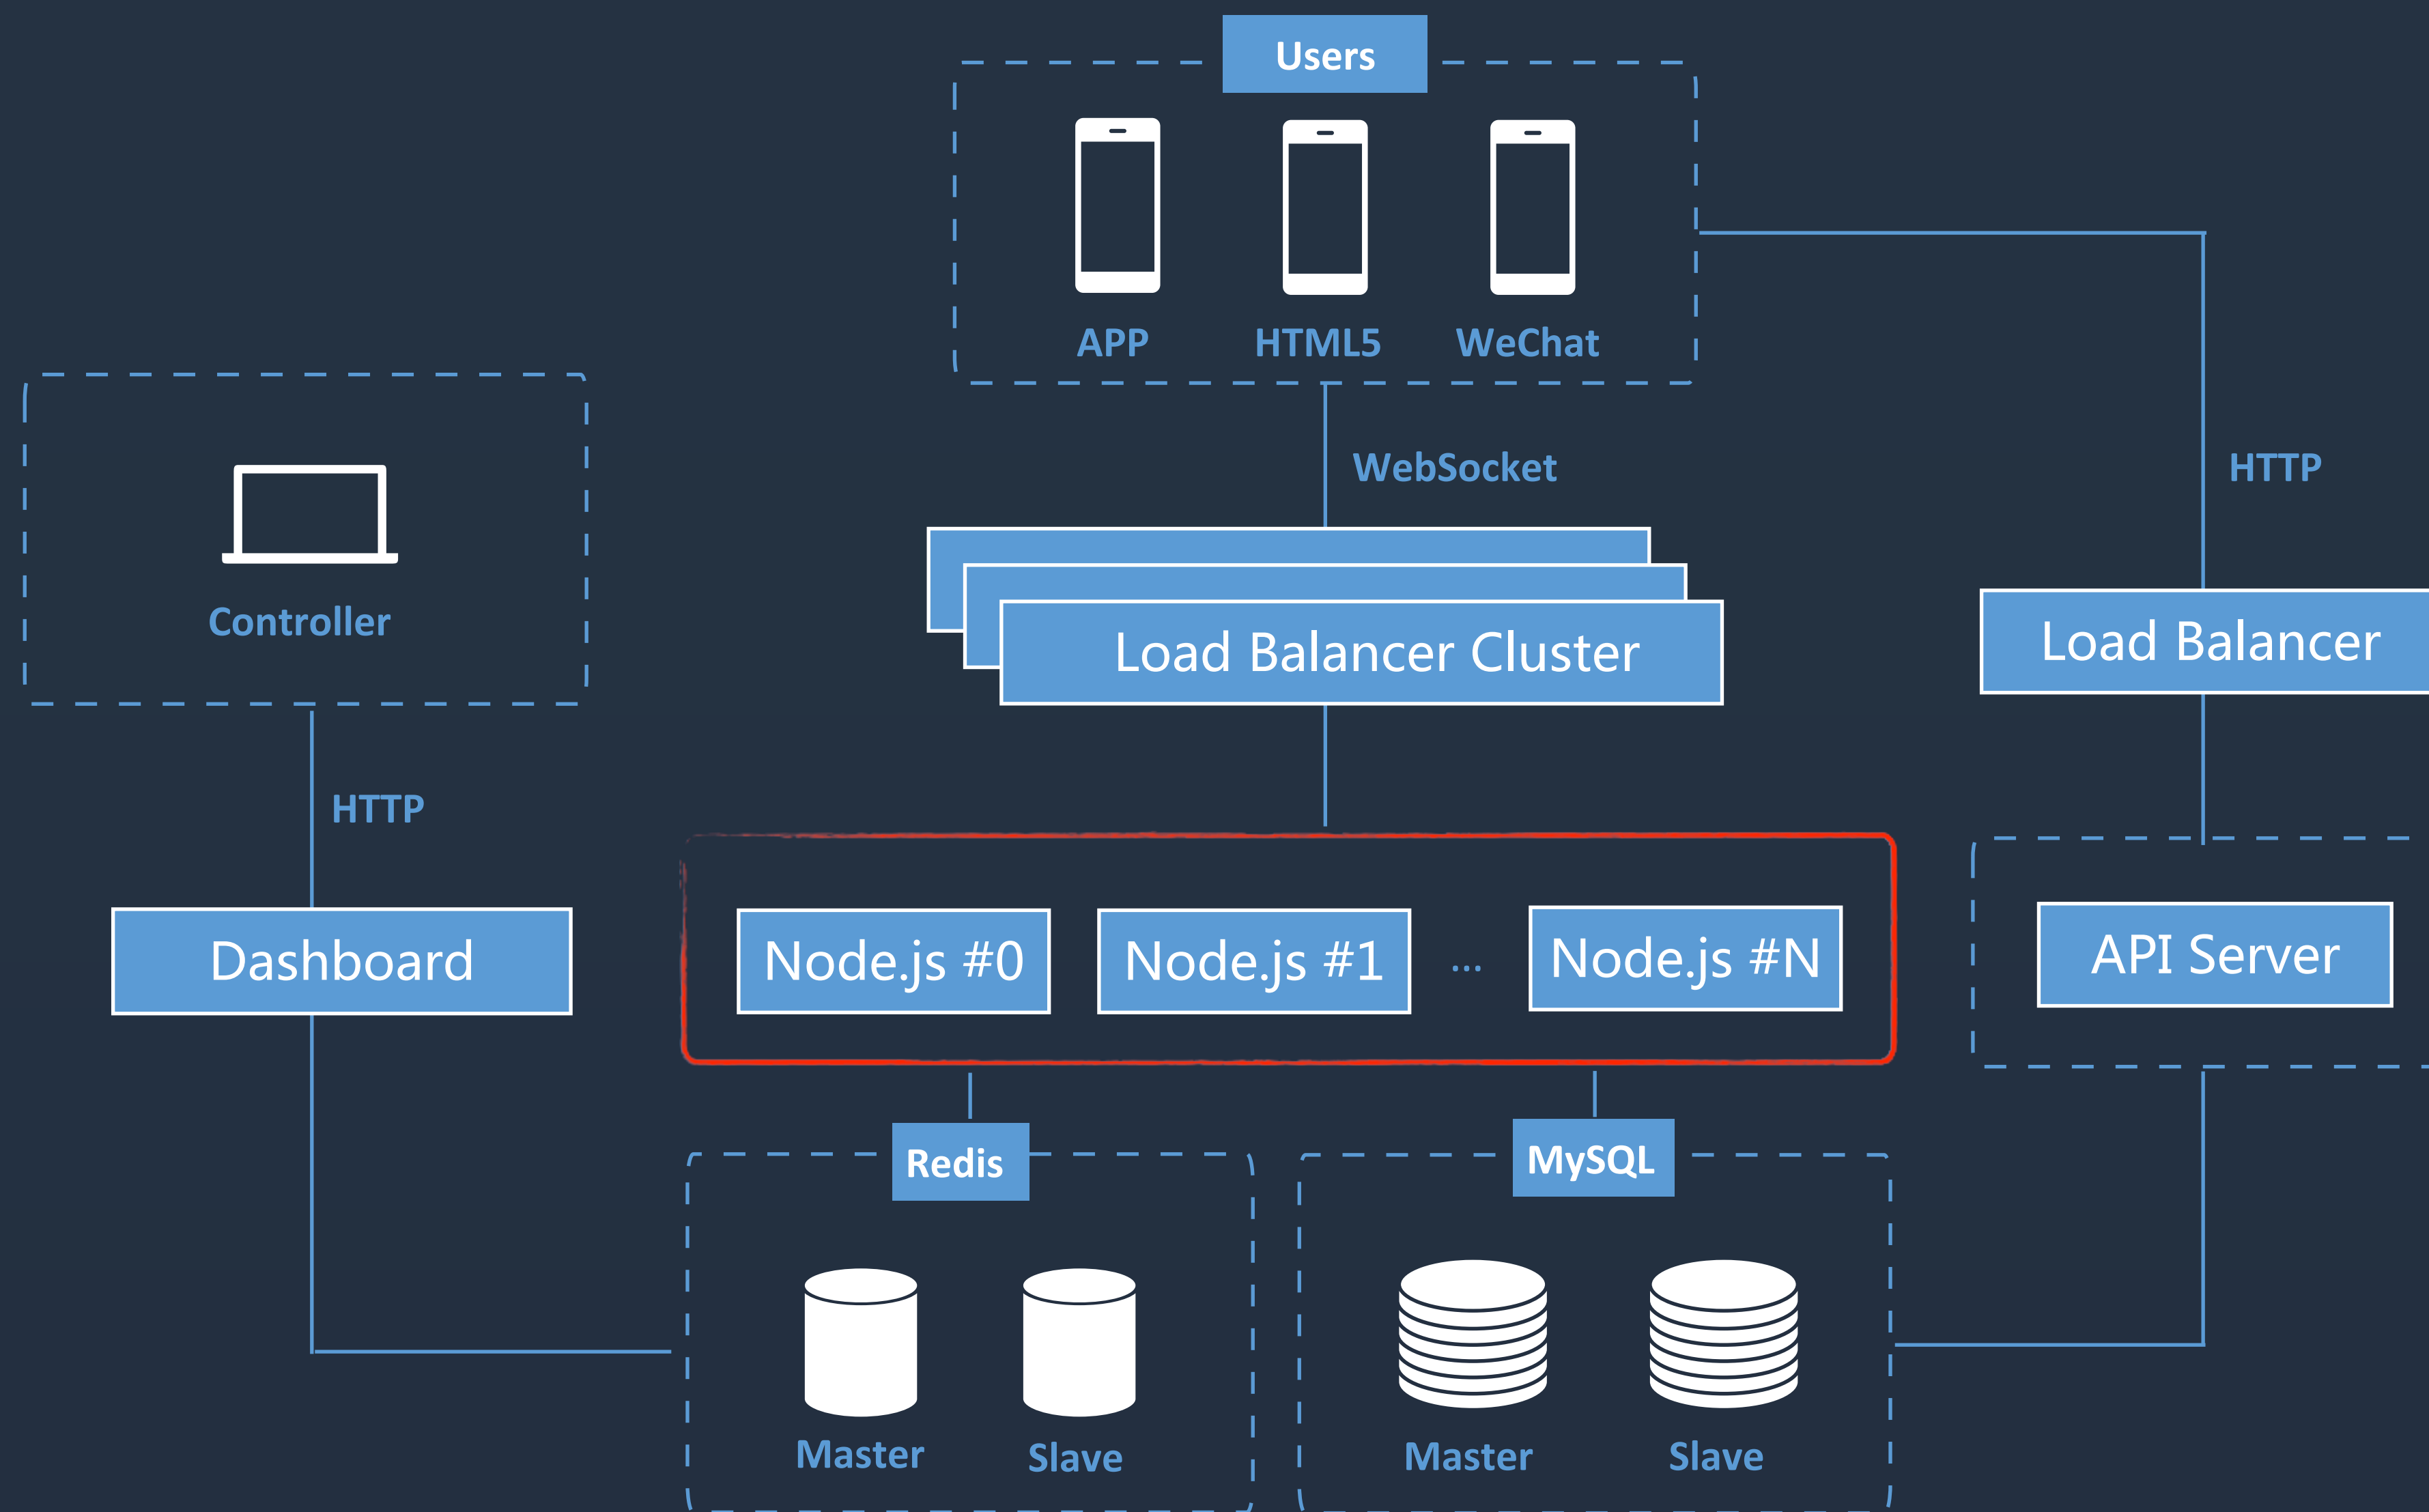 Users
APP
HTML5
WeChat
WebSocket
HTTP
Controller
Load Balancer Cluster
Load Balancer
HTTP
Dashboard
Node.js #0
Node.js #1
...
Node.js #N
API Server
Redis
MySQL
Master
Slave
Master
Slave